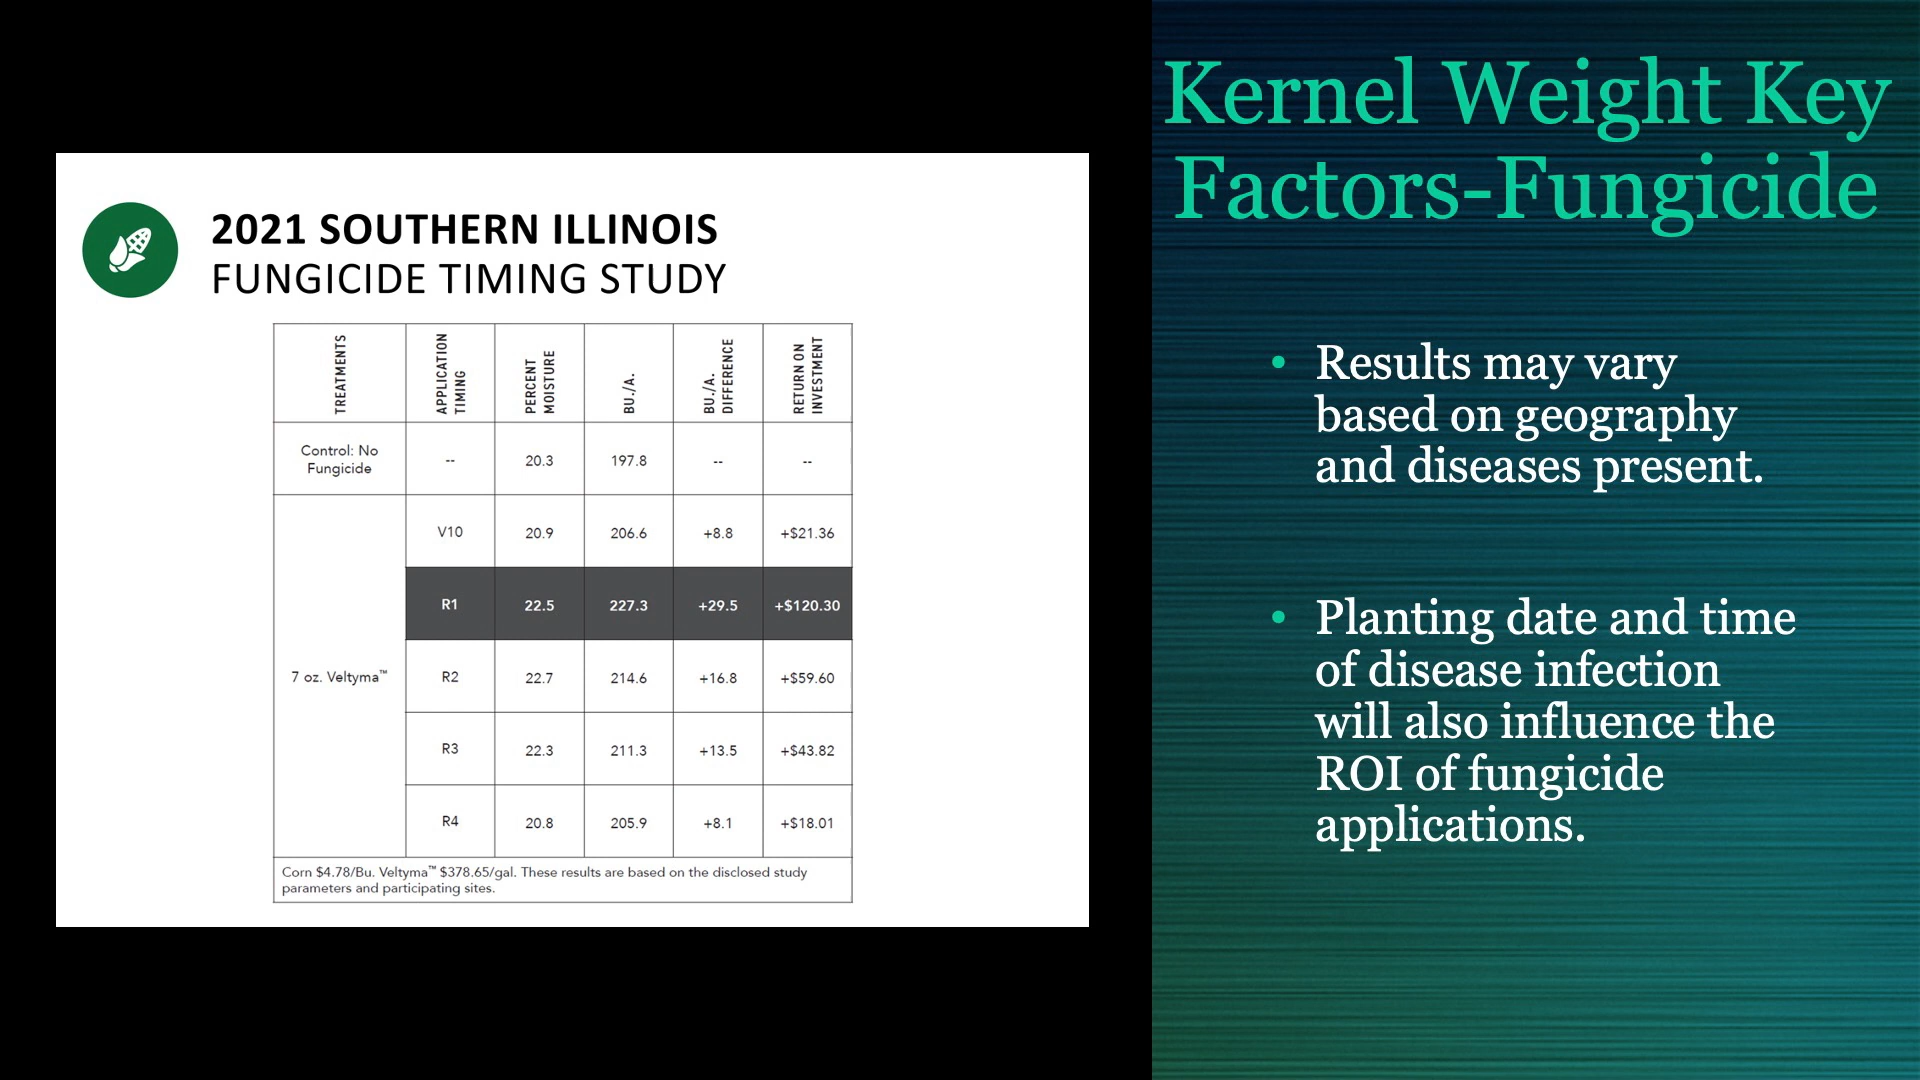 2021 SOUTHERN ILLINOIS
FUNGICIDE TIMING STUDY
TREATMENTS
APPLICATION
TIMING
PERCENT
MOISTURE
BU./A.
BU./A.
DIFFERENCE
RETURN ON
INVESTMENT
Control: No
Fungicide
--
20.3
197.8
--
--
7 oz. Veltyma™
V10
20.9
206.6
+8.8
+$21.36
R1
22.5
227.3
+29.5
+$120.30
R2
22.7
214.6
+16.8
+$59.60
R3
22.3
211.3
+13.5
+$43.82
R4
20.8
205.9
+8.1
+$18.01
Corn $4.78/Bu. Veltyma™ $378.65/gal. These results are based on the disclosed study
parameters and participating sites.
Kernel Weight Key
Factors-Fungicide
• Results may vary
based on geography
and diseases present.
• Planting date and time
of disease infection
will also influence the
ROI of fungicide
applications.